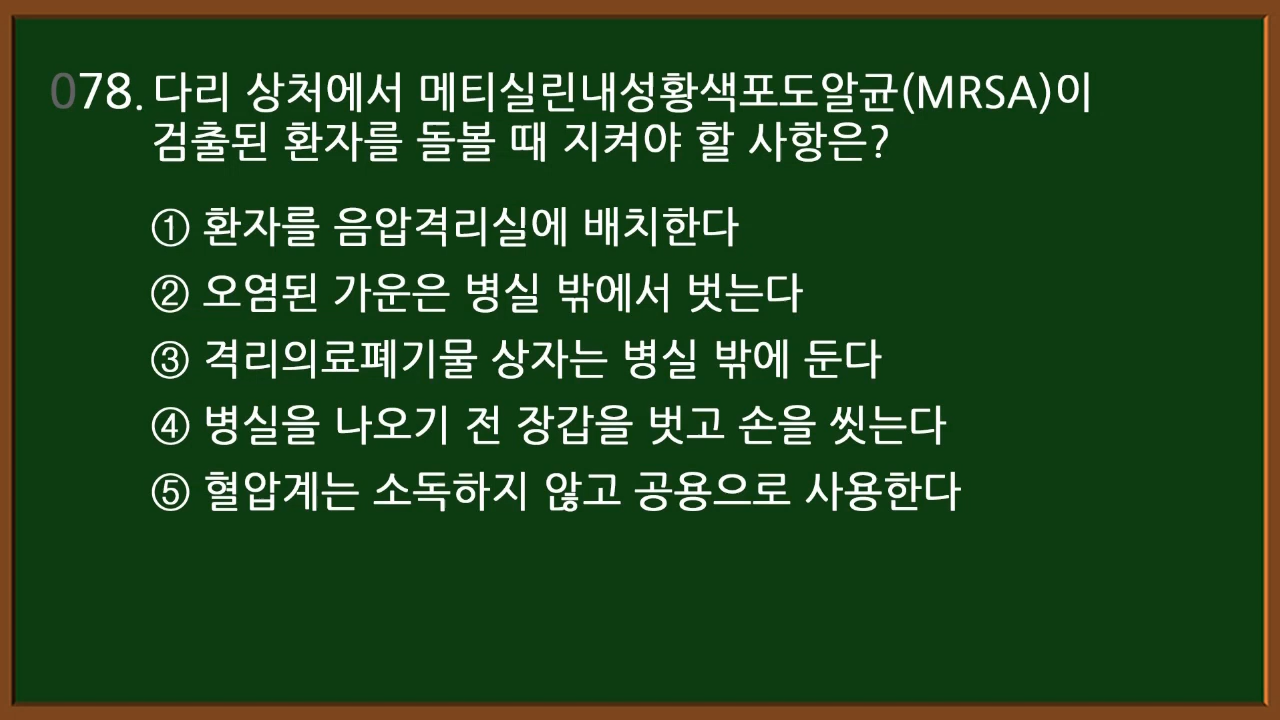 078. 다리 상처에서 메티실린내성황색포도알균(MRSA)이
검출된 환자를 돌볼 때 지켜야 할 사항은?
① 환자를 음압격리실에 배치한다
② 오염된 가운은 병실 밖에서 벗는다
③ 격리의료폐기물 상자는 병실 밖에 둔다
④ 병실을 나오기 전 장갑을 벗고 손을 씻는다
⑤ 혈압계는 소독하지 않고 공용으로 사용한다